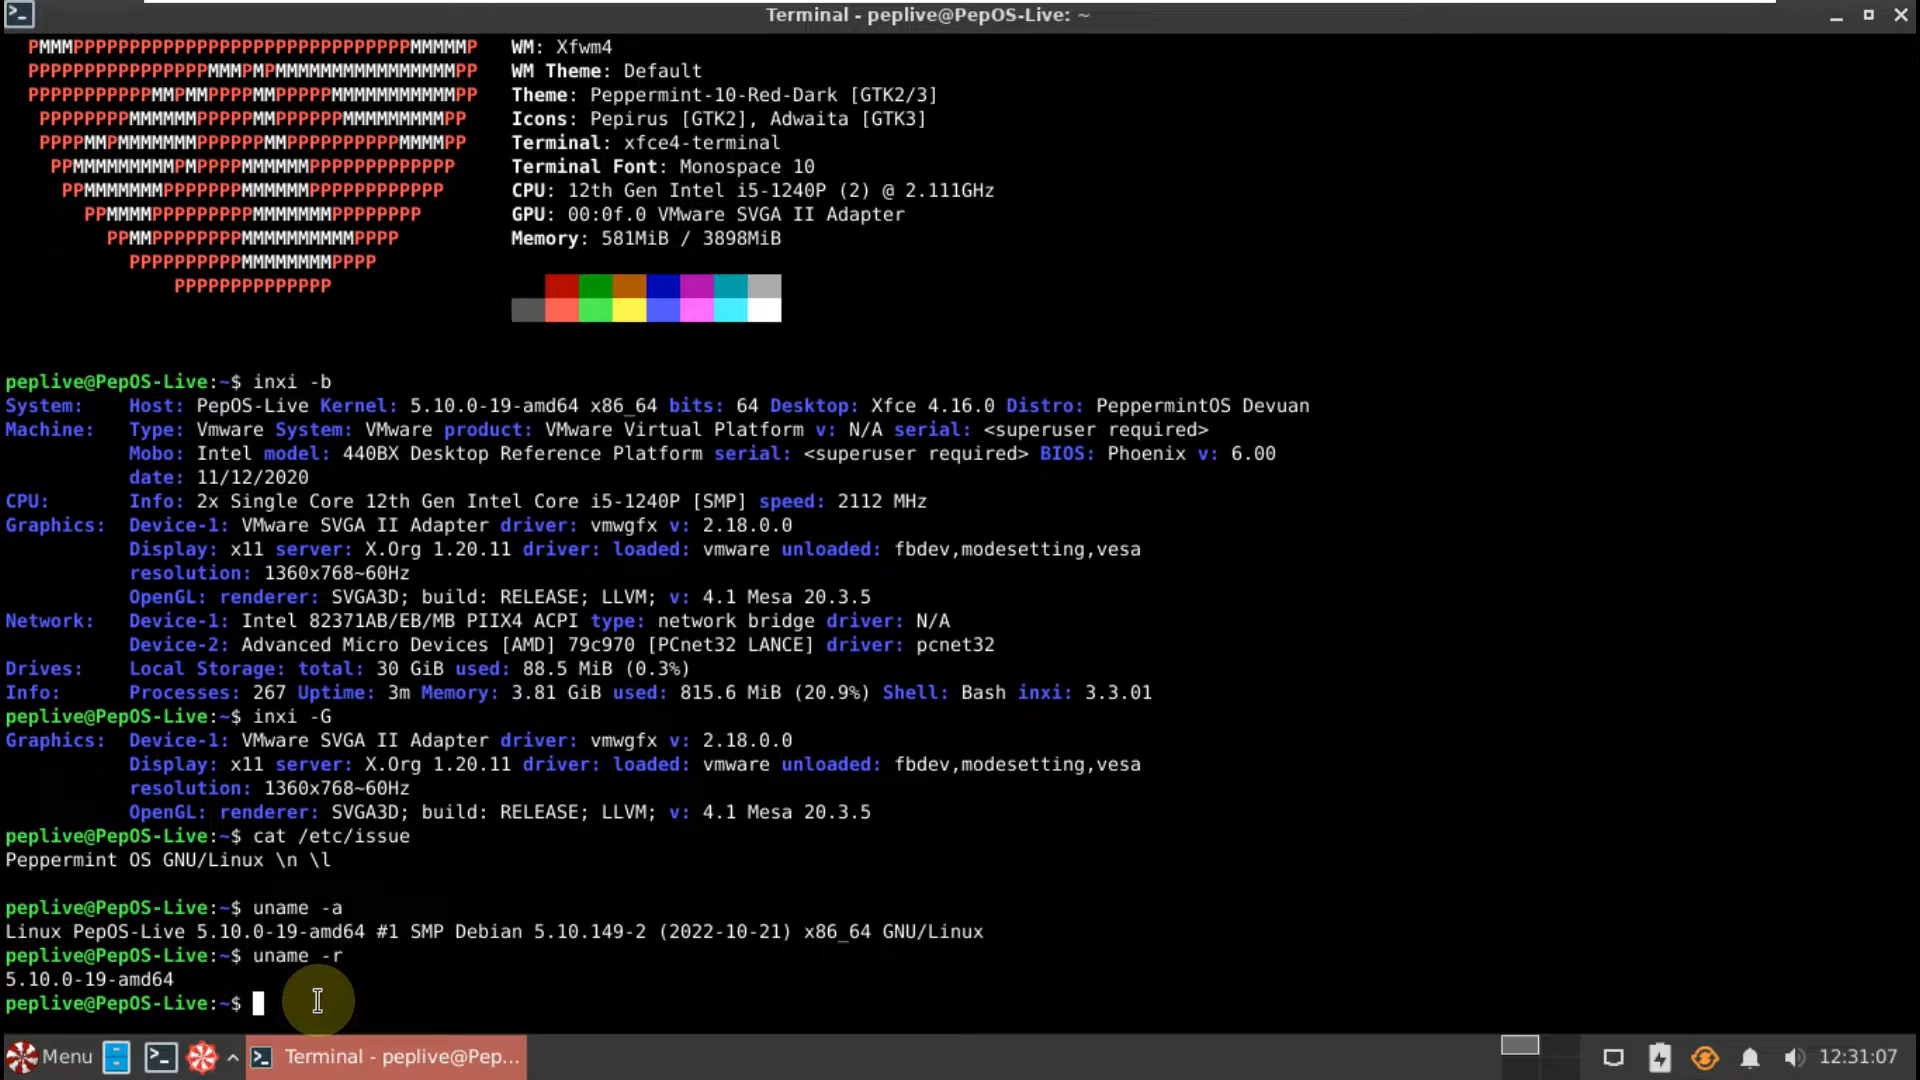 Terminal - peplive@PepOS-Live: ~
PMMMPPPPPPPPPPPPPPPPPPPPPPPPPPPPPPMMMMMP WM: Xfwm4
PPPPPPPPPPPPPPPPMMMPMPMMMMMMMMMMMMMMMMPP WM Theme: Default
PPPPPPPPPPPMMPMMPPPPMMPPPPPMMMMMMMMMMMPP Theme: Peppermint-10-Red-Dark [GTK2/3]
PPPPPPPPMMMMMMPPPPPMMPPPPPPMMMMMMMMMPP Icons: Pepirus [GTK2], Adwaita [GTK3]
PPPPMMPMMMMMMMPPPPPPMMPPPPPPPPPPMMMMPP Terminal: xfce4-terminal
PPMMMMMMMMMPMPPPPMMMMMMPPPPPPPPPPPPP Terminal Font: Monospace 10
PPMMMMMMMPPPPPPPMMMMMMPPPPPPPPPPPP CPU: 12th Gen Intel i5-1240P (2) @ 2.111GHz
PPMMMMPPPPPPPPPMMMMMMMPPPPPPPP GPU: 00:0f.0 VMware SVGA II Adapter
PPMMPPPPPPPPMMMMMMMMMMPPPP Memory: 581MiB / 3898MiB
PPPPPPPPPPMMMMMMMMPPPP
PPPPPPPPPPPPPP
peplive@PepOS-Live:~$ inxi -b
System: Host: PepOS-Live Kernel: 5.10.0-19-amd64 x86_64 bits: 64 Desktop: Xfce 4.16.0 Distro: PeppermintOS Devuan
Machine: Type: Vmware System: VMware product: VMware Virtual Platform v: N/A serial: <superuser required>
Mobo: Intel model: 440BX Desktop Reference Platform serial: <superuser required> BIOS: Phoenix v: 6.00
date: 11/12/2020
CPU: Info: 2x Single Core 12th Gen Intel Core i5-1240P [SMP] speed: 2112 MHz
Graphics: Device-1: VMware SVGA II Adapter driver: vmwgfx v: 2.18.0.0
Display: x11 server: X.Org 1.20.11 driver: loaded: vmware unloaded: fbdev,modesetting,vesa
resolution: 1360x768~60Hz
OpenGL: renderer: SVGA3D; build: RELEASE; LLVM; v: 4.1 Mesa 20.3.5
Network: Device-1: Intel 82371AB/EB/MB PIIX4 ACPI type: network bridge driver: N/A
Device-2: Advanced Micro Devices [AMD] 79c970 [PCnet32 LANCE] driver: pcnet32
Drives: Local Storage: total: 30 GiB used: 88.5 MiB (0.3%)
Info: Processes: 267 Uptime: 3m Memory: 3.81 GiB used: 815.6 MiB (20.9%) Shell: Bash inxi: 3.3.01
peplive@PepOS-Live:~$ inxi -G
Graphics: Device-1: VMware SVGA II Adapter driver: vmwgfx v: 2.18.0.0
Display: x11 server: X.Org 1.20.11 driver: loaded: vmware unloaded: fbdev,modesetting,vesa
resolution: 1360x768~60Hz
OpenGL: renderer: SVGA3D; build: RELEASE; LLVM; v: 4.1 Mesa 20.3.5
peplive@PepOS-Live:~$ cat /etc/issue
Peppermint OS GNU/Linux \n \l
peplive@PepOS-Live:~$ uname -a
Linux PepOS-Live 5.10.0-19-amd64 #1 SMP Debian 5.10.149-2 (2022-10-21) x86_64 GNU/Linux
peplive@PepOS-Live:~$ uname -r
5.10.0-19-amd64
peplive@PepOS-Live:~$
Menu Terminal - peplive@Pep... 12:31:07